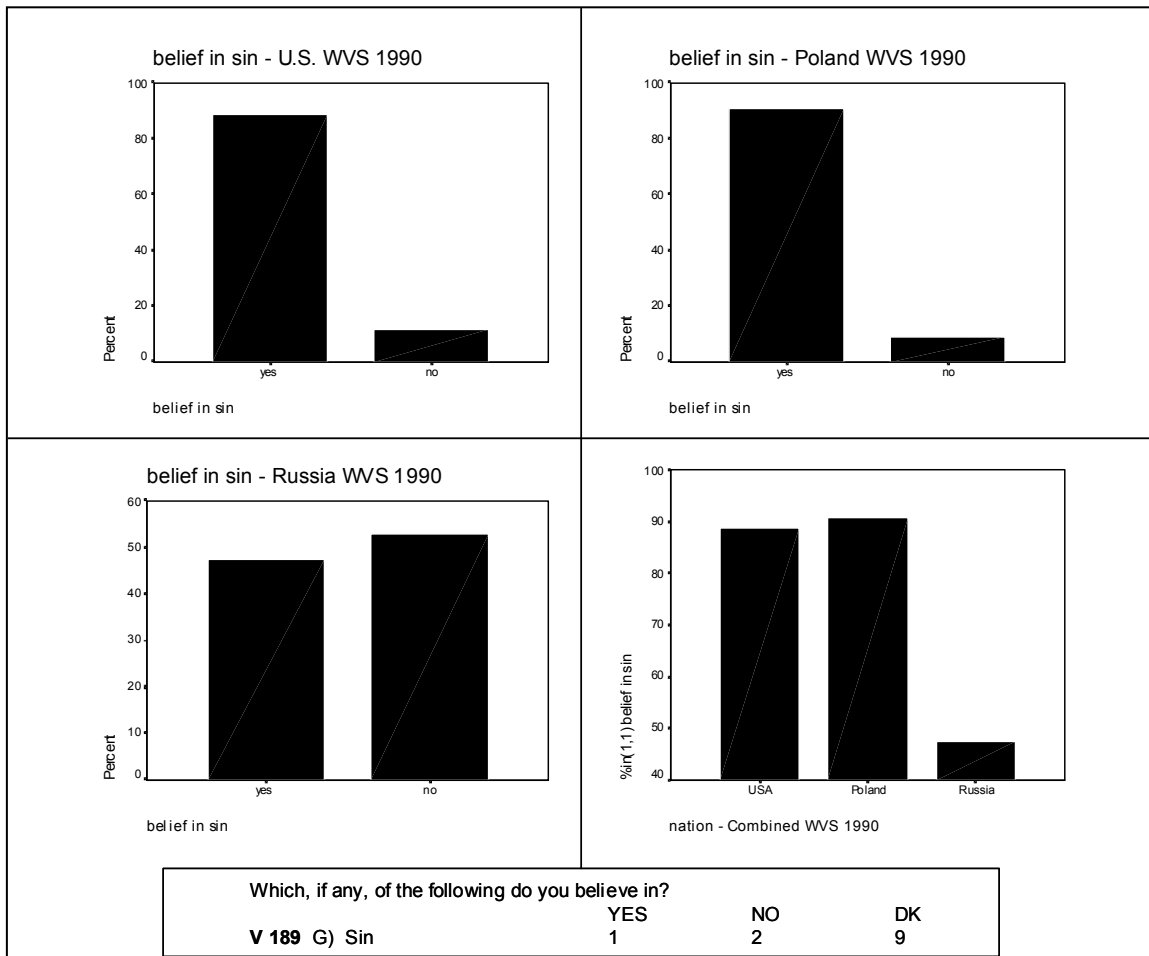 belief in sin - U.S. WVS 1990
100
80
60
40
20
0
Percent
yes no
belief in sin
belief in sin - Poland WVS 1990
100
80
60
40
20
0
Percent
yes no
belief in sin
belief in sin - Russia WVS 1990
60
50
40
30
20
10
0
Percent
yes no
belief in sin
100
90
80
70
60
50
40
%in(1,1) belief in sin
USA Poland Russia
nation - Combined WVS 1990
Which, if any, of the following do you believe in?
YES NO DK
V 189 G) Sin 1 2 9